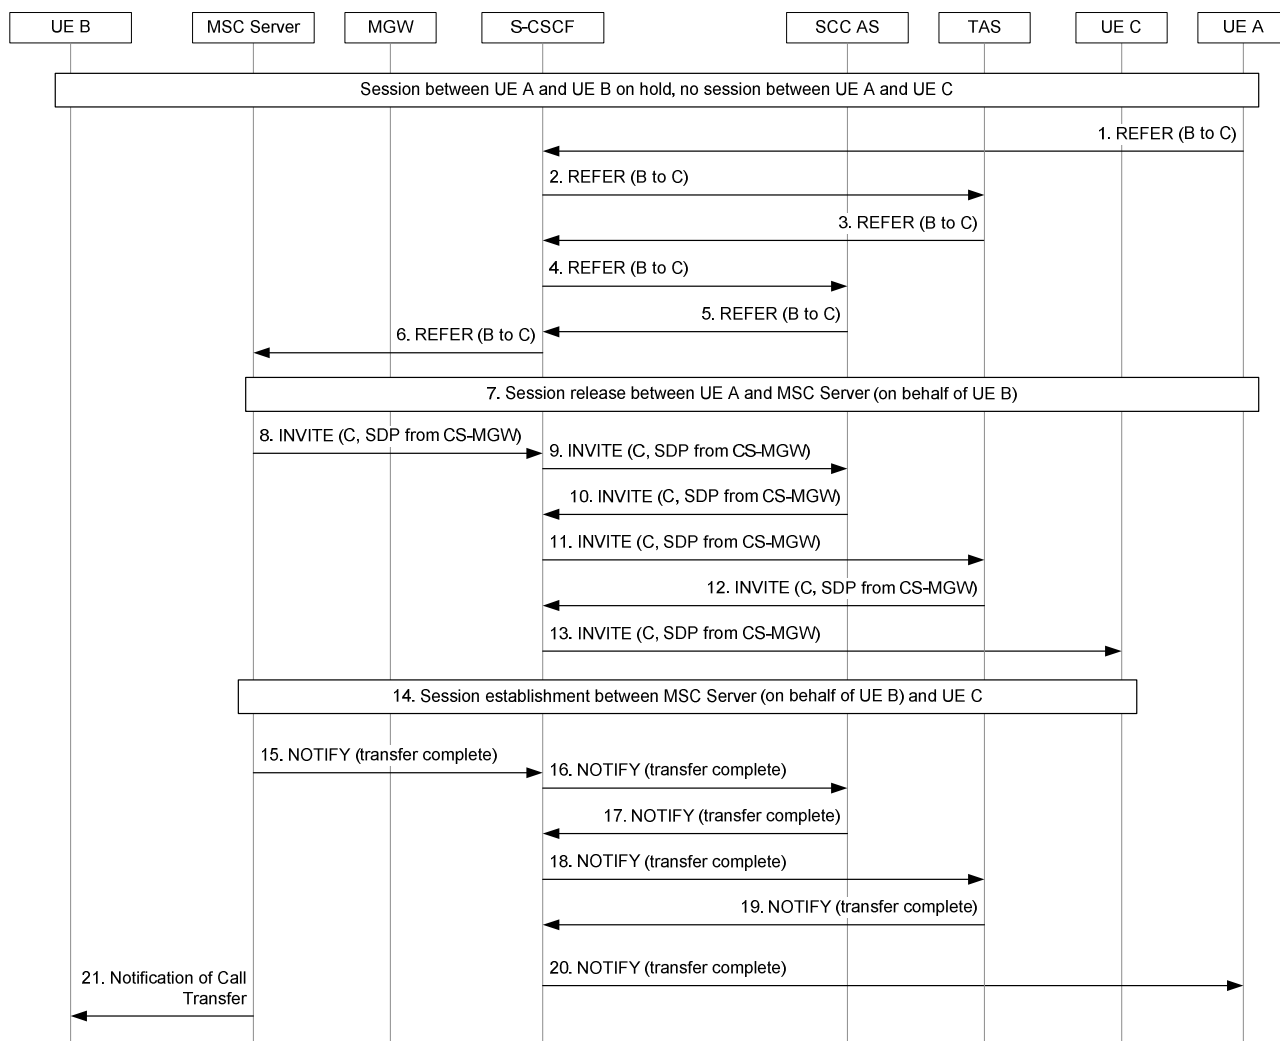 UE B
MSC Server
MGW
S-CSCF
SCC AS
TAS
UE C
UE A
Session between UE A and UE B on hold, no session between UE A and UE C
1. REFER (B to C)
2. REFER (B to C)
3. REFER (B to C)
4. REFER (B to C)
5. REFER (B to C)
6. REFER (B to C)
7. Session release between UE A and MSC Server (on behalf of UE B)
8. INVITE (C, SDP from CS-MGW)
9. INVITE (C, SDP from CS-MGW)
10. INVITE (C, SDP from CS-MGW)
11. INVITE (C, SDP from CS-MGW)
12. INVITE (C, SDP from CS-MGW)
13. INVITE (C, SDP from CS-MGW)
14. Session establishment between MSC Server (on behalf of UE B) and UE C
15. NOTIFY (transfer complete)
16. NOTIFY (transfer complete)
17. NOTIFY (transfer complete)
18. NOTIFY (transfer complete)
19. NOTIFY (transfer complete)
20. NOTIFY (transfer complete)
21. Notification of Call
Transfer